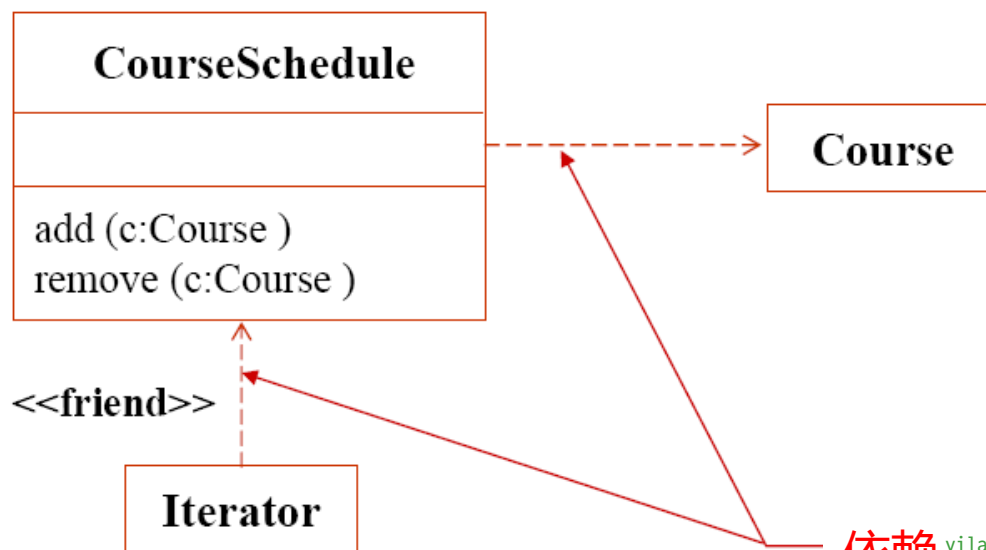 CourseSchedule
Course
add (c:Course )
remove (c:Course )
<<friend>>
Iterator
依赖